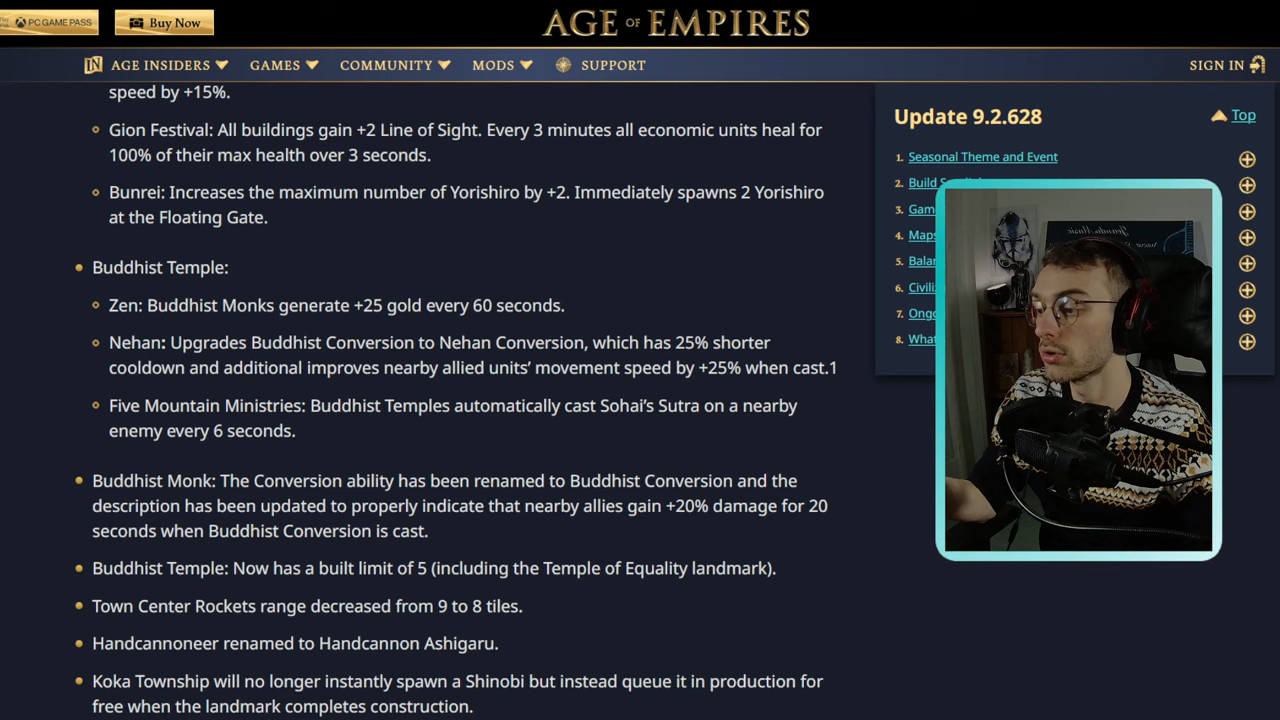 PC GAME PASS
Buy Now
AGE OF EMPIRES
AGE INSIDERS
GAMES
COMMUNITY
MODS
SUPPORT
SIGN IN
speed by +15%.
Gion Festival: All buildings gain +2 Line of Sight. Every 3 minutes all economic units heal for
100% of their max health over 3 seconds.
Bunrei: Increases the maximum number of Yorishiro by +2. Immediately spawns 2 Yorishiro
at the Floating Gate.
Buddhist Temple:
Zen: Buddhist Monks generate +25 gold every 60 seconds.
Nehan: Upgrades Buddhist Conversion to Nehan Conversion, which has 25% shorter
cooldown and additional improves nearby allied units’ movement speed by +25% when cast.1
Five Mountain Ministries: Buddhist Temples automatically cast Sohai’s Sutra on a nearby
enemy every 6 seconds.
Buddhist Monk: The Conversion ability has been renamed to Buddhist Conversion and the
description has been updated to properly indicate that nearby allies gain +20% damage for 20
seconds when Buddhist Conversion is cast.
Buddhist Temple: Now has a built limit of 5 (including the Temple of Equality landmark).
Town Center Rockets range decreased from 9 to 8 tiles.
Handcannoneer renamed to Handcannon Ashigaru.
Koka Township will no longer instantly spawn a Shinobi but instead queue it in production for
free when the landmark completes construction.
Update 9.2.628
Top
1. Seasonal Theme and Event
2. Build
3. Gam
4. Maps
5. Balan
6. Civili
7. Ongo
8. What